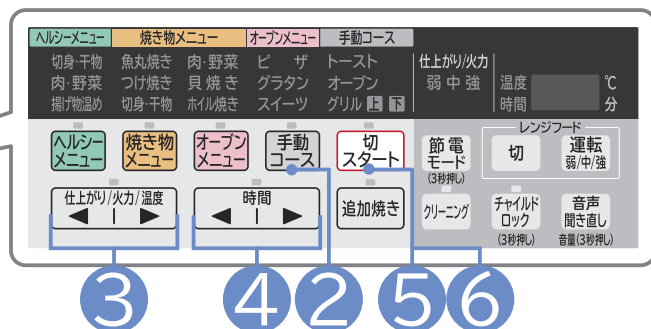 ヘルシーメニュー 焼き物メニュー オーブンメニュー 手動コース
切身･干物 魚丸焼き 肉･野菜 ピザ トースト 仕上がり/火力
肉･野菜 つけ焼き 貝焼き グラタン オーブン 弱 中 強 温度 ℃
揚げ物温め 切身･干物 ホイル焼き スイーツ グリル 上 下 時間 分
ヘルシー
メニュー
焼き物
メニュー
オーブン
メニュー
手動
コース
切
スタート
節電
モード
(3秒押し)
レンジフード
切
運転
弱/中/強
仕上がり/火力/温度
◀ ▶
時間
◀ ▶
追加焼き
クリーニング
チャイルド
ロック
(3秒押し)
音声
聞き直し
音量(3秒押し)
3 4 2 5 6